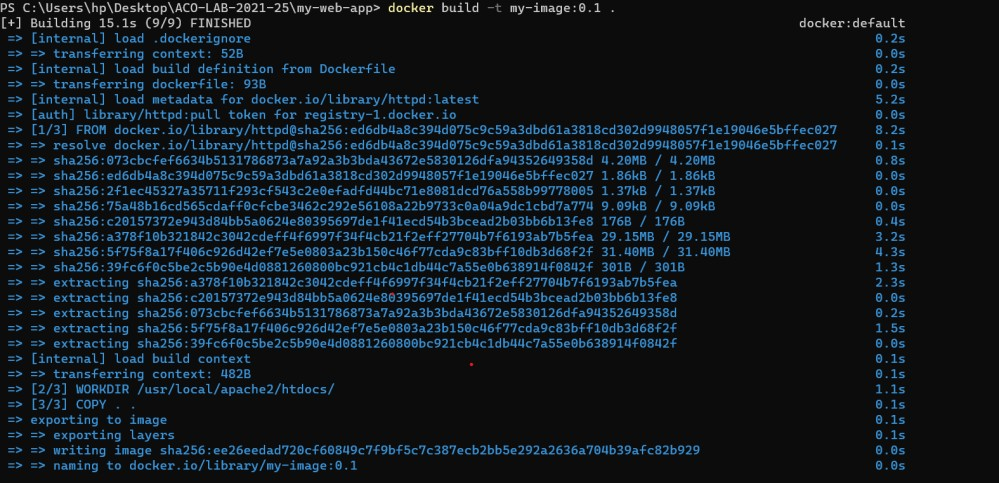 PS C:\Users\hp\Desktop\ACO-LAB-2021-25\my-web-app> docker build -t my-image:0.1 .
[+] Building 15.1s (9/9) FINISHED docker:default
=> [internal] load .dockerignore 0.2s
=> => transferring context: 52B 0.0s
=> [internal] load build definition from Dockerfile 0.2s
=> => transferring dockerfile: 93B 0.0s
=> [internal] load metadata for docker.io/library/httpd:latest 5.2s
=> [auth] library/httpd:pull token for registry-1.docker.io 0.0s
=> [1/3] FROM docker.io/library/httpd@sha256:ed6db4a8c394d075c9c59a3dbd61a3818cd302d9948057f1e19046e5bffec027 8.2s
=> => resolve docker.io/library/httpd@sha256:ed6db4a8c394d075c9c59a3dbd61a3818cd302d9948057f1e19046e5bffec027 0.1s
=> => sha256:073cbcfef6634b5131786873a7a92a3b3bda43672e5830126dfa94352649358d 4.20MB / 4.20MB 0.8s
=> => sha256:ed6db4a8c394d075c9c59a3dbd61a3818cd302d9948057f1e19046e5bffec027 1.86kB / 1.86kB 0.0s
=> => sha256:2f1ec45327a35711f293cf543c2e0efadfd44bc71e8081dcd76a558b99778005 1.37kB / 1.37kB 0.0s
=> => sha256:75a48b16cd565cdaff0cfcbe3462c292e56108a22b9733c0a04a9dc1cbd7a774 9.09kB / 9.09kB 0.0s
=> => sha256:c20157372e943d84bb5a0624e80395697de1f41ecd54b3bcead2b03bb6b13fe8 176B / 176B 0.4s
=> => sha256:a378f10b321842c3042cdeff4f6997f34f4cb21f2eff27704b7f6193ab7b5fea 29.15MB / 29.15MB 3.2s
=> => sha256:5f75f8a17f406c926d42ef7e5e0803a23b150c46f77cda9c83bff10db3d68f2f 31.40MB / 31.40MB 4.3s
=> => sha256:39fc6f0c5be2c5b90e4d0881260800bc921cb4c1db44c7a55e0b638914f0842f 301B / 301B 1.3s
=> => extracting sha256:a378f10b321842c3042cdeff4f6997f34f4cb21f2eff27704b7f6193ab7b5fea 2.3s
=> => extracting sha256:c20157372e943d84bb5a0624e80395697de1f41ecd54b3bcead2b03bb6b13fe8 0.0s
=> => extracting sha256:073cbcfef6634b5131786873a7a92a3b3bda43672e5830126dfa94352649358d 0.2s
=> => extracting sha256:5f75f8a17f406c926d42ef7e5e0803a23b150c46f77cda9c83bff10db3d68f2f 1.5s
=> => extracting sha256:39fc6f0c5be2c5b90e4d0881260800bc921cb4c1db44c7a55e0b638914f0842f 0.0s
=> [internal] load build context 0.1s
=> => transferring context: 482B 0.0s
=> [2/3] WORKDIR /usr/local/apache2/htdocs/ 1.1s
=> [3/3] COPY . . 0.1s
=> exporting to image 0.1s
=> => exporting layers 0.1s
=> => writing image sha256:ee26eedad720cf60849c7f9bf5c7c387ecb2bb5e292a2636a704b39afc82b929 0.0s
=> => naming to docker.io/library/my-image:0.1 0.0s